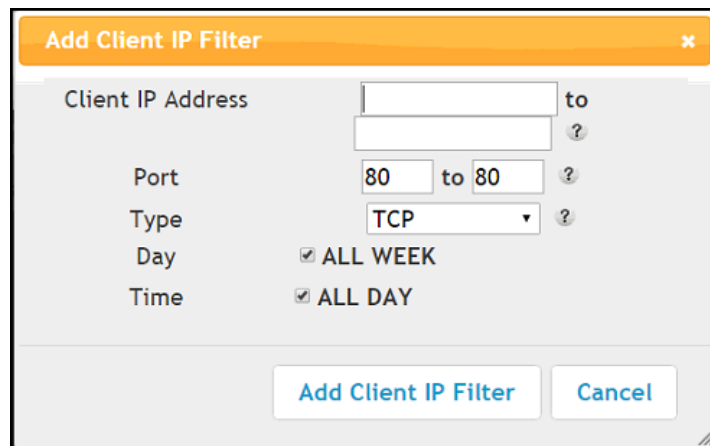 Add Client IP Filter ×
Client IP Address to
?
Port 80 to 80 ?
Type TCP ?
Day ALL WEEK
Time ALL DAY
Add Client IP Filter Cancel